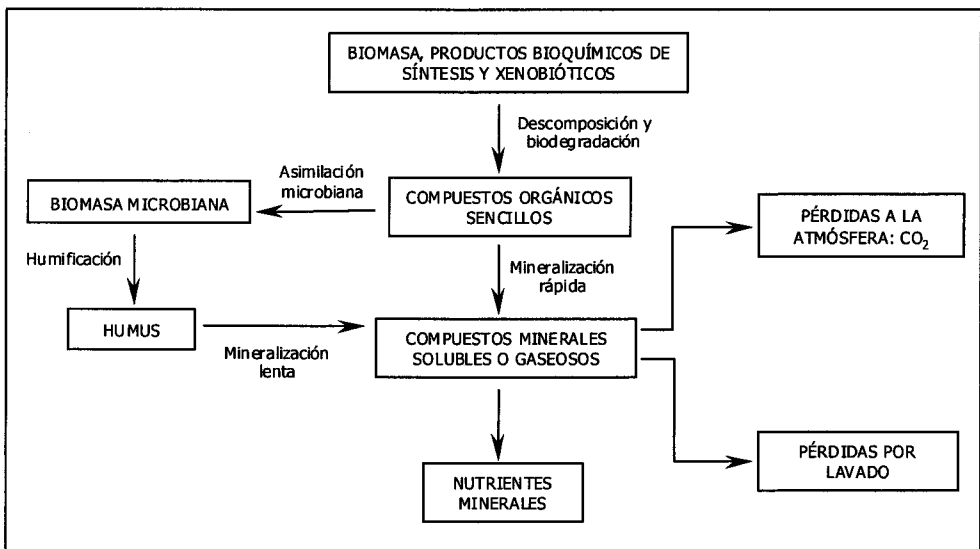 BIOMASA, PRODUCTOS BIOQUÍMICOS DE
SÍNTESIS Y XENOBIÓTICOS
Descomposición y
biodegradación
Asimilación
microbiana
BIOMASA MICROBIANA
COMPUESTOS ORGÁNICOS
SENCILLOS
PÉRDIDAS A LA
ATMÓSFERA: CO₂
Humificación
Mineralización
rápida
HUMUS
Mineralización
lenta
COMPUESTOS MINERALES
SOLUBLES O GASEOSOS
NUTRIENTES
MINERALES
PÉRDIDAS POR
LAVADO